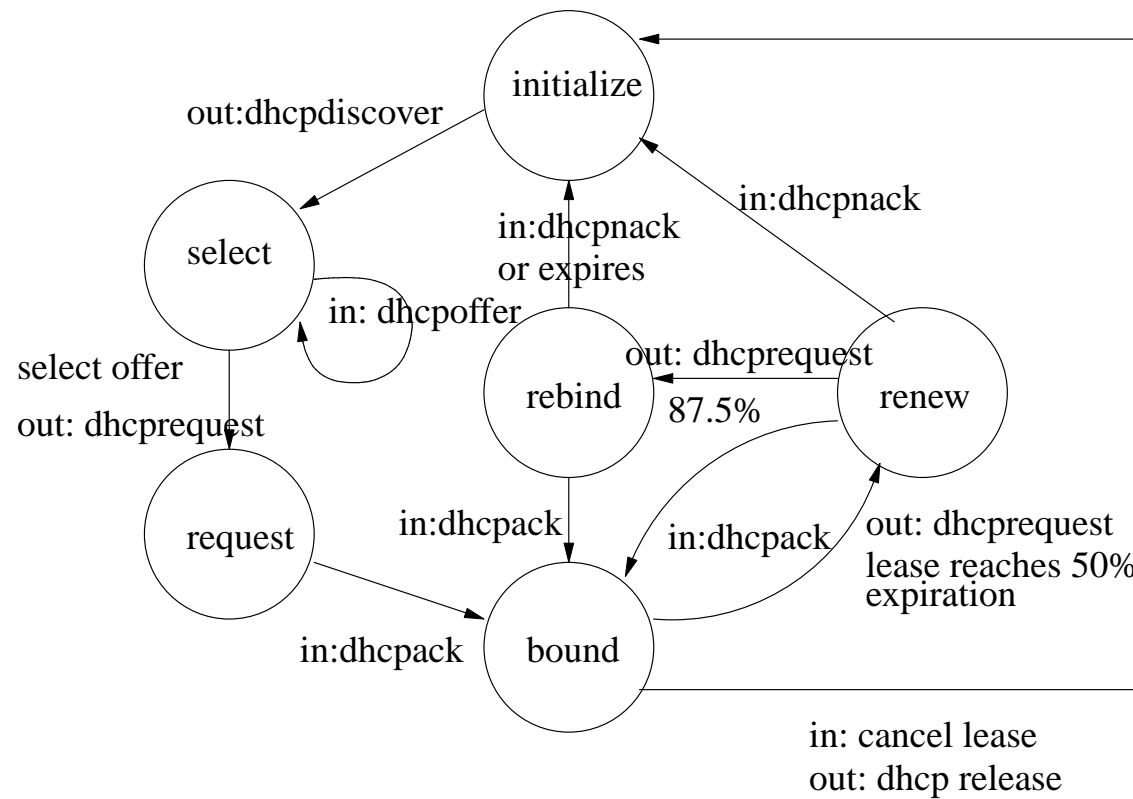 initialize
out:dhcpdiscover
in:dhcpnack
in:dhcpnack
or expires
select
in: dhcpoffer
select offer
out: dhcprequest
out: dhcprequest
87.5%
rebind
renew
request
in:dhcpack
in:dhcpack
out: dhcprequest
lease reaches 50%
expiration
in:dhcpack
bound
in: cancel lease
out: dhcp release